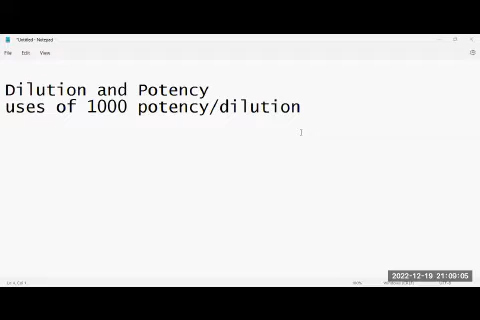 *Untitled - Notepad
File Edit View
Dilution and Potency
uses of 1000 potency/dilution
2022-12-19 21:09:05